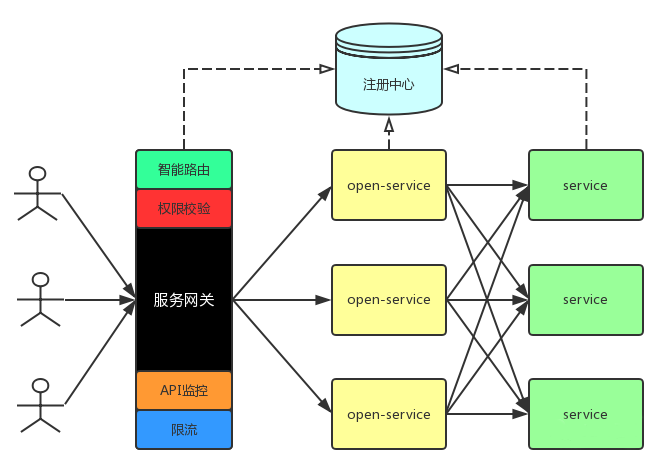 注册中心
智能路由
权限校验
服务网关
API监控
限流
open-service
service
open-service
service
open-service
service